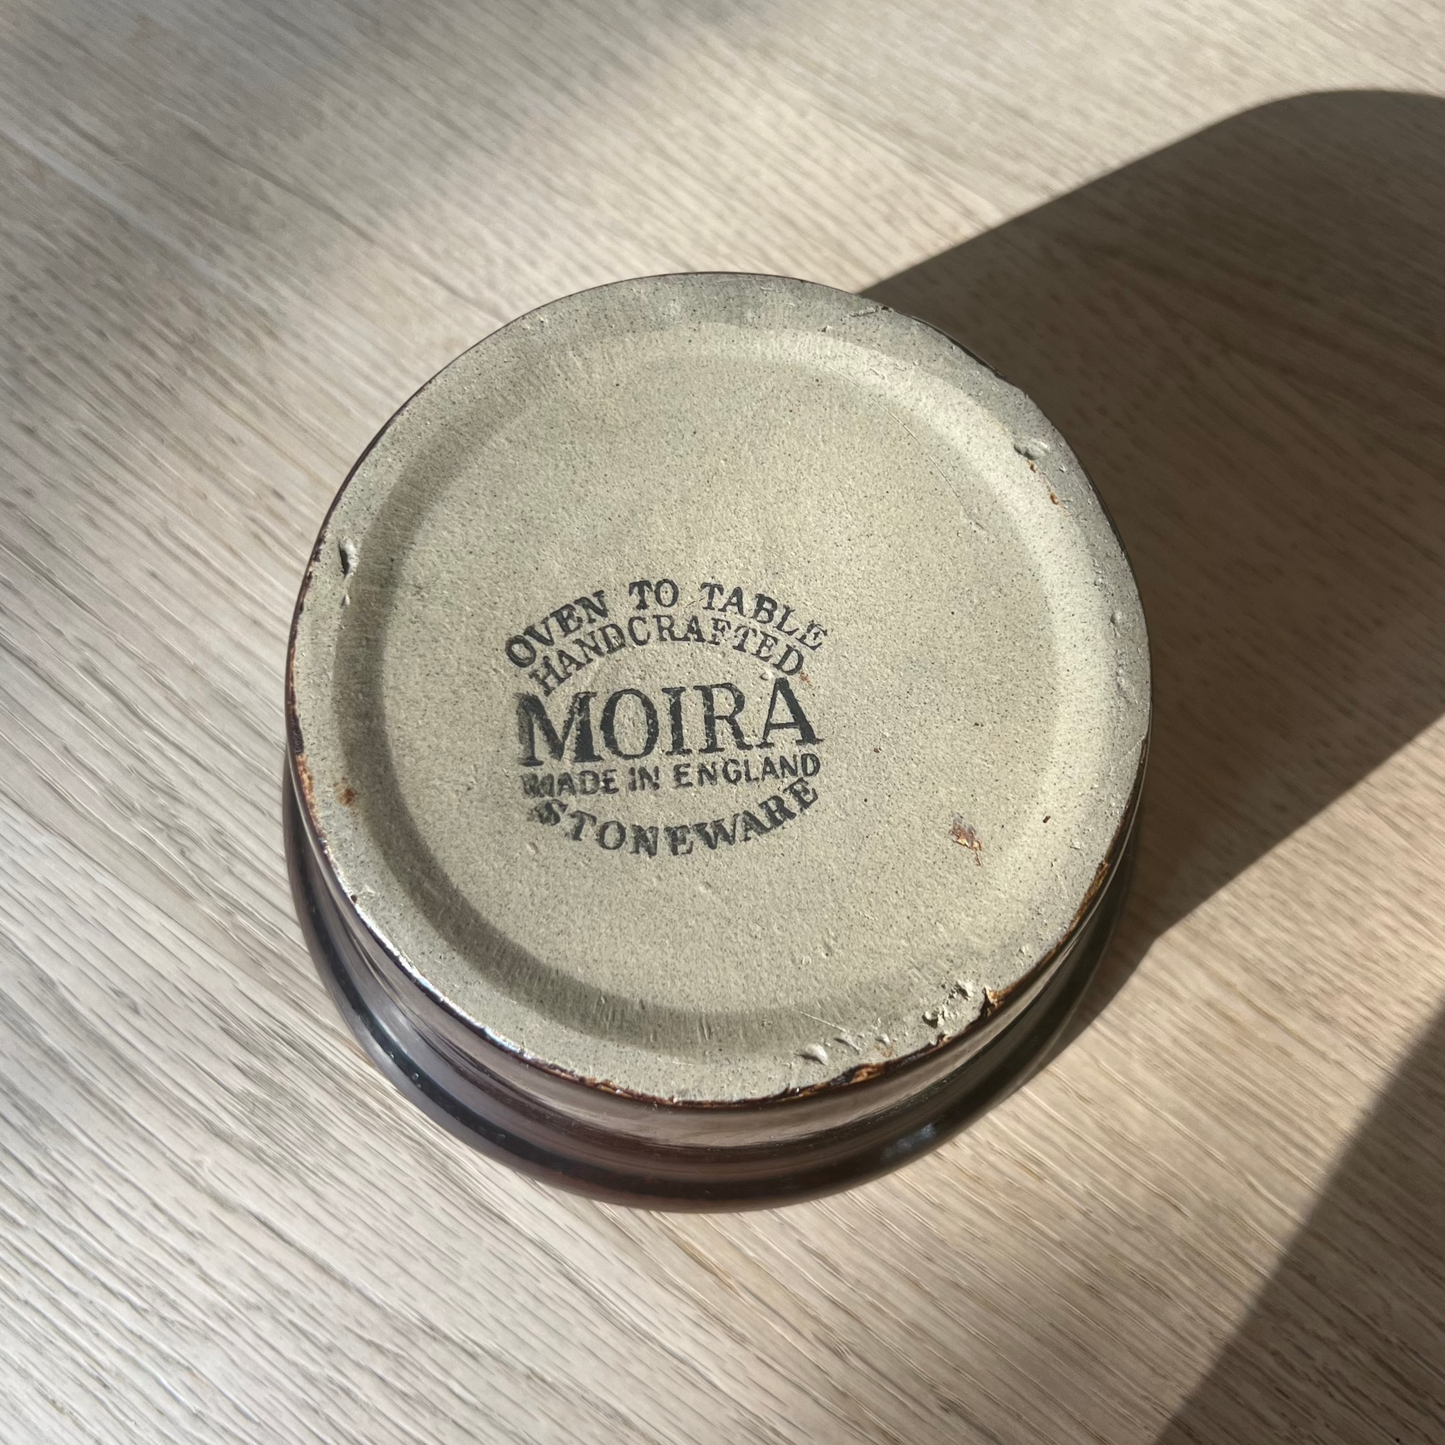 OVEN TO TABLE
HANDCRAFTED
MOIRA
MADE IN ENGLAND
STONEWARE